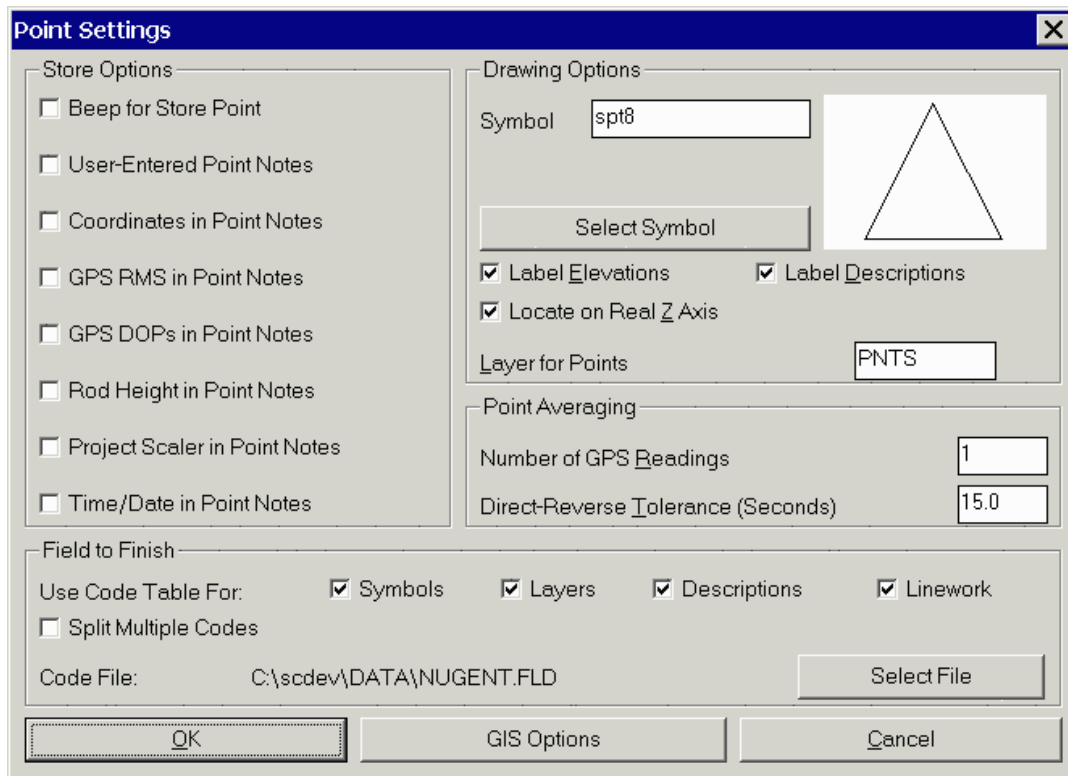 Point Settings
Store Options
Beep for Store Point
User-Entered Point Notes
Coordinates in Point Notes
GPS RMS in Point Notes
GPS DOPs in Point Notes
Rod Height in Point Notes
Project Scaler in Point Notes
Time/Date in Point Notes
Drawing Options
Symbol spt8
Select Symbol
Label Elevations Label Descriptions
Locate on Real Z Axis
Layer for Points PNTS
Point Averaging
Number of GPS Readings 1
Direct-Reverse Tolerance (Seconds) 15.0
Field to Finish
Use Code Table For: Symbols Layers Descriptions Linework
Split Multiple Codes
Code File: C:\scdev\DATA\NUGENT.FLD Select File
OK GIS Options Cancel